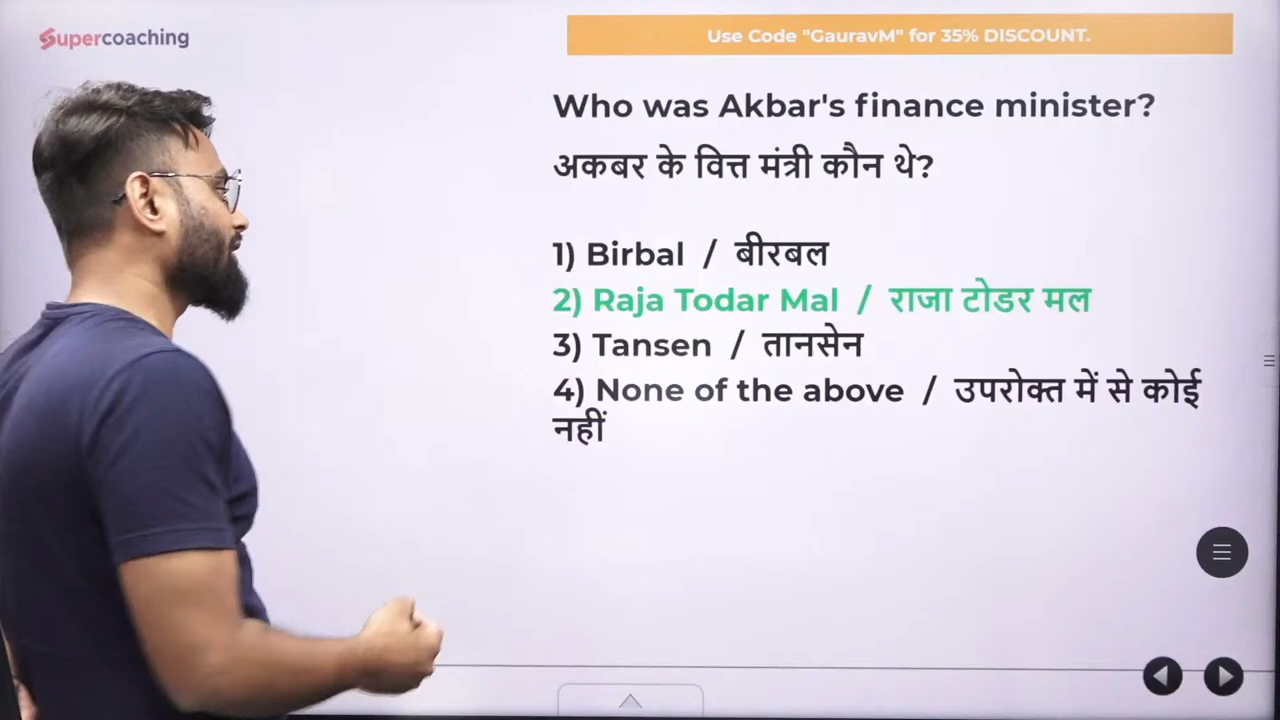 Supercoaching
Use Code "GauravM" for 35% DISCOUNT.
Who was Akbar's finance minister?
अकबर के वित्त मंत्री कौन थे?
1) Birbal / बीरबल
2) Raja Todar Mal / राजा टोडर मल
3) Tansen / तानसेन
4) None of the above / उपरोक्त में से कोई
नहीं